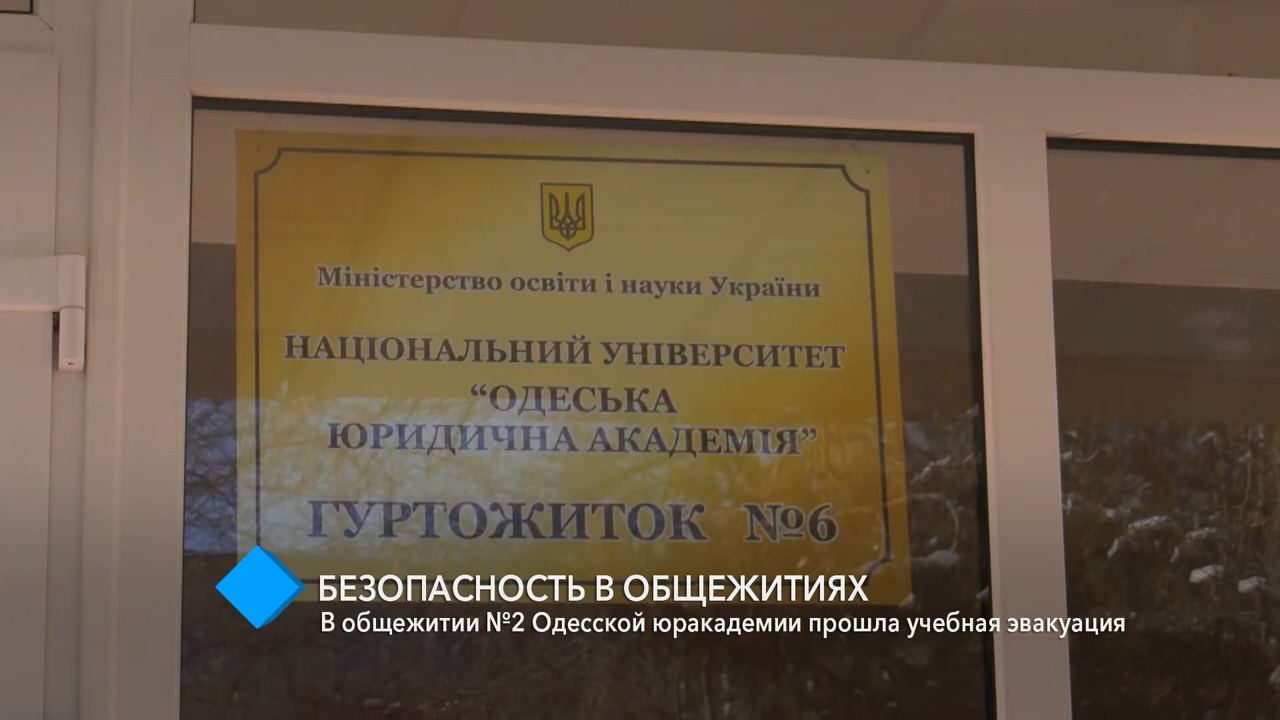 Міністерство освіти і науки України
НАЦІОНАЛЬНИЙ УНІВЕРСИТЕТ
“ОДЕСЬКА
ЮРИДИЧНА АКАДЕМІЯ”
ГУРТОЖИТОК №6
БЕЗОПАСНОСТЬ В ОБЩЕЖИТИЯХ
В общежитии №2 Одесской юракадемии прошла учебная эвакуация